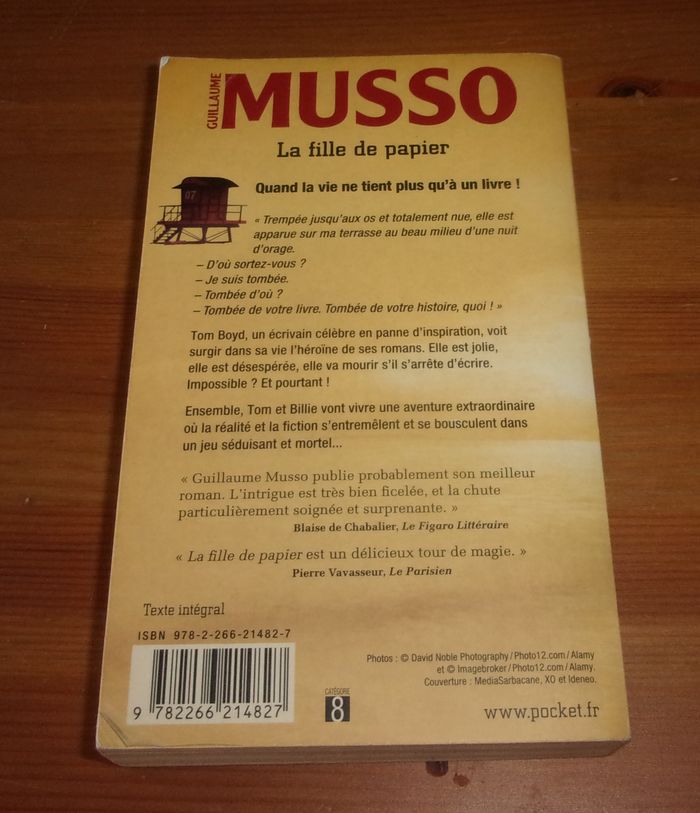 GUILLAUME
MUSSO
La fille de papier
Quand la vie ne tient plus qu'à un livre !
07
« Trempée jusqu'aux os et totalement nue, elle est
apparue sur ma terrasse au beau milieu d'une nuit
d'orage.
– D'où sortez-vous ?
– Je suis tombée.
– Tombée d'où ?
– Tombée de votre livre. Tombée de votre histoire, quoi ! »
Tom Boyd, un écrivain célèbre en panne d'inspiration, voit
surgir dans sa vie l'héroïne de ses romans. Elle est jolie,
elle est désespérée, elle va mourir s'il s'arrête d'écrire.
Impossible ? Et pourtant !
Ensemble, Tom et Billie vont vivre une aventure extraordinaire
où la réalité et la fiction s'entremêlent et se bousculent dans
un jeu séduisant et mortel...
« Guillaume Musso publie probablement son meilleur
roman. L'intrigue est très bien ficelée, et la chute
particulièrement soignée et surprenante. »
Blaise de Chabalier, Le Figaro Littéraire
« La fille de papier est un délicieux tour de magie. »
Pierre Vavasseur, Le Parisien
Texte intégral
ISBN 978-2-266-21482-7
9 782266 214827
CATÉGORIE
8
Photos : © David Noble Photography / Photo12.com / Alamy
et © Imagebroker / Photo12.com / Alamy.
Couverture : MediaSarbacane, XO et Ideneo.
www.pocket.fr